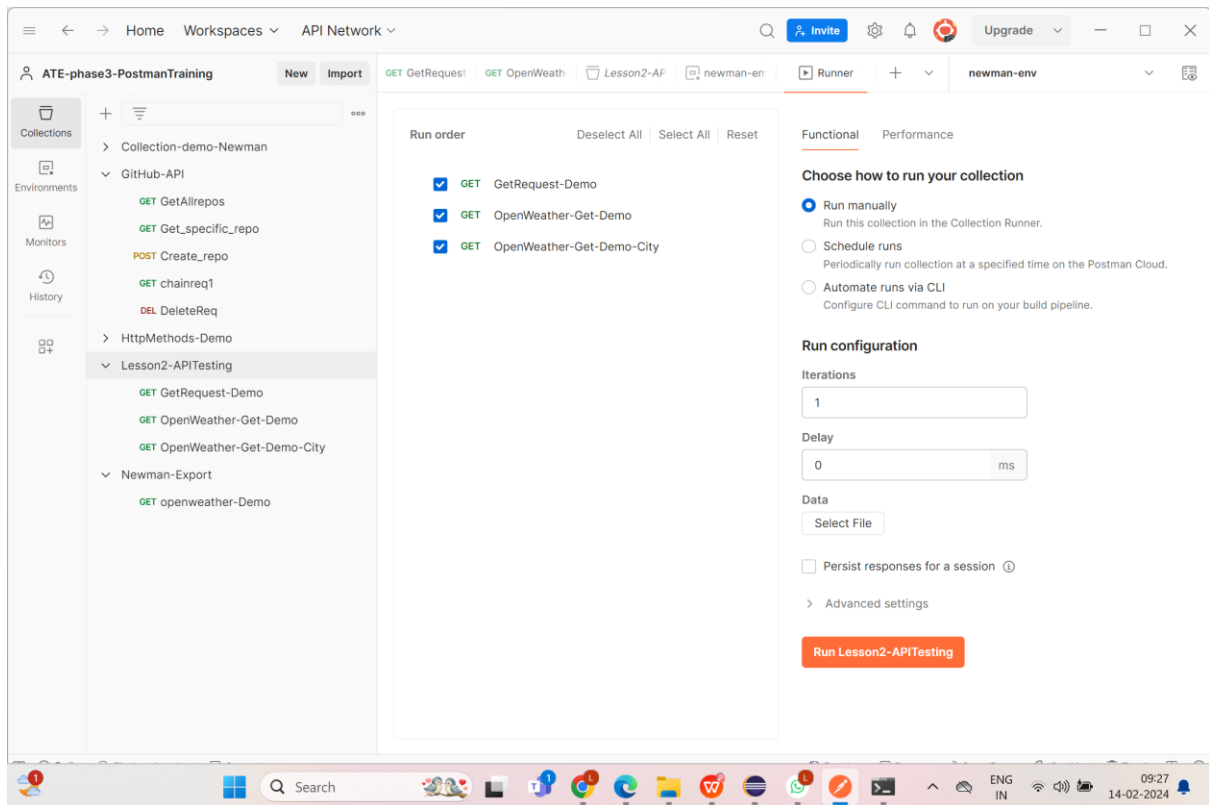 Home Workspaces API Network Invite Upgrade
ATE-phase3-PostmanTraining New Import GET GetRequest GET OpenWeath Lesson2-AP newman-en Runner newman-env
Collections
Environments
Monitors
History
Collection-demo-Newman
GitHub-API
GET GetAllrepos
GET Get_specific_repo
POST Create_repo
GET chainreq1
DEL DeleteReq
HttpMethods-Demo
Lesson2-APITesting
GET GetRequest-Demo
GET OpenWeather-Get-Demo
GET OpenWeather-Get-Demo-City
Newman-Export
GET openweather-Demo
Run order Deselect All Select All Reset
GET GetRequest-Demo
GET OpenWeather-Get-Demo
GET OpenWeather-Get-Demo-City
Functional Performance
Choose how to run your collection
Run manually
Run this collection in the Collection Runner.
Schedule runs
Periodically run collection at a specified time on the Postman Cloud.
Automate runs via CLI
Configure CLI command to run on your build pipeline.
Run configuration
Iterations
1
Delay
0 ms
Data
Select File
Persist responses for a session
Advanced settings
Run Lesson2-APITesting
1 Search 1 ENG 09:27
IN 14-02-2024